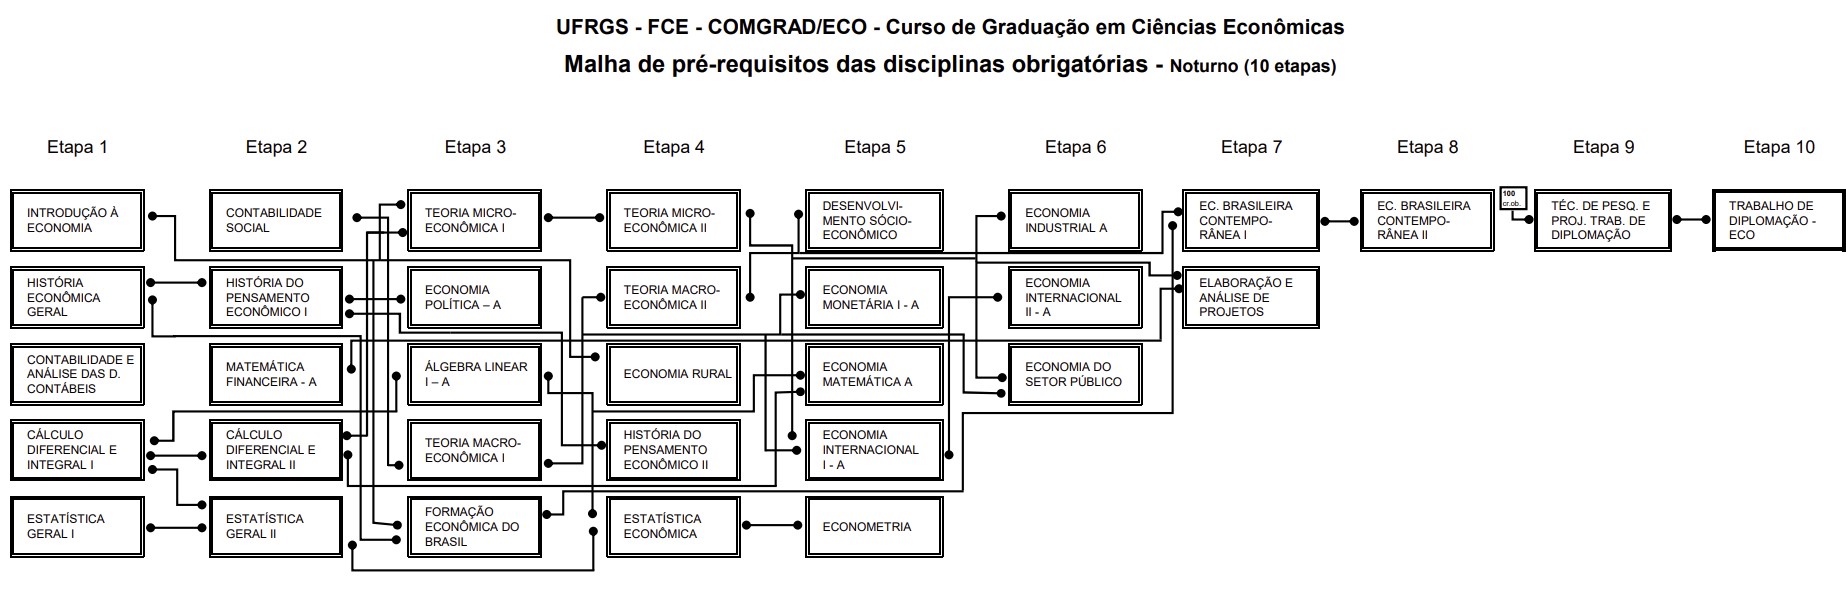 UFRGS - FCE - COMGRAD/ECO - Curso de Graduação em Ciências Econômicas
Malha de pré-requisitos das disciplinas obrigatórias - Noturno (10 etapas)
Etapa 1
Etapa 2
Etapa 3
Etapa 4
Etapa 5
Etapa 6
Etapa 7
Etapa 8
Etapa 9
Etapa 10
INTRODUÇÃO À
ECONOMIA
CONTABILIDADE
SOCIAL
TEORIA MICRO-
ECONÔMICA I
TEORIA MICRO-
ECONÔMICA II
DESENVOLVI-
MENTO SÓCIO-
ECONÔMICO
ECONOMIA
INDUSTRIAL A
EC. BRASILEIRA
CONTEMPO-
RÂNEA I
EC. BRASILEIRA
CONTEMPO-
RÂNEA II
100
cr.ob.
TÉC. DE PESQ. E
PROJ. TRAB. DE
DIPLOMAÇÃO
TRABALHO DE
DIPLOMAÇÃO -
ECO
HISTÓRIA
ECONÔMICA
GERAL
HISTÓRIA DO
PENSAMENTO
ECONÔMICO I
ECONOMIA
POLÍTICA – A
TEORIA MACRO-
ECONÔMICA II
ECONOMIA
MONETÁRIA I - A
ECONOMIA
INTERNACIONAL
II - A
ELABORAÇÃO E
ANÁLISE DE
PROJETOS
CONTABILIDADE E
ANÁLISE DAS D.
CONTÁBEIS
MATEMÁTICA
FINANCEIRA - A
ÁLGEBRA LINEAR
I – A
ECONOMIA RURAL
ECONOMIA
MATEMÁTICA A
ECONOMIA DO
SETOR PÚBLICO
CÁLCULO
DIFERENCIAL E
INTEGRAL I
CÁLCULO
DIFERENCIAL E
INTEGRAL II
TEORIA MACRO-
ECONÔMICA I
HISTÓRIA DO
PENSAMENTO
ECONÔMICO II
ECONOMIA
INTERNACIONAL
I - A
ESTATÍSTICA
GERAL I
ESTATÍSTICA
GERAL II
FORMAÇÃO
ECONÔMICA DO
BRASIL
ESTATÍSTICA
ECONÔMICA
ECONOMETRIA